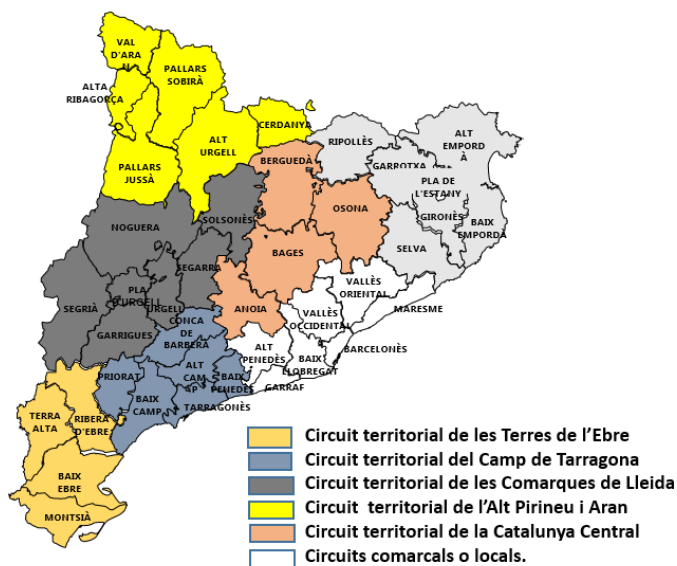 VAL
D'ARA
N
PALLARS
SOBIRÀ
ALTA
RIBAGORÇA
CERDANYA
ALT
URGELL
PALLARS
JUSSÀ
RIPOLLÈS
ALT
EMPORD
À
BERGUEDÀ
GARROTXA
PLA DE
L'ESTANY
GIRONÈS
BAIX
EMPORDÀ
OSONA
SELVA
SOLSONÈS
NOGUERA
BAGES
SEGARRA
VALLÈS
ORIENTAL
MARESME
PLA
D'URGELL
URGELL
SEGRIÀ
ANOIA
VALLÈS
OCCIDENTAL
CONCA
DE
BARBERÀ
GARRIGUES
ALT
PENEDÈS
BAIX
LLOBREGAT
BARCELONÈS
GARRAF
PRIORAT
ALT
CAM
AP
BAIX
PENEDÈS
BAIX
CAMP
TARRAGONÈS
TERRA
ALTA
RIBERA
D'EBRE
BAIX
EBRE
MONTSIÀ
Circuit territorial de les Terres de l'Ebre
Circuit territorial del Camp de Tarragona
Circuit territorial de les Comarques de Lleida
Circuit territorial de l'Alt Pirineu i Aran
Circuit territorial de la Catalunya Central
Circuits comarcals o locals.